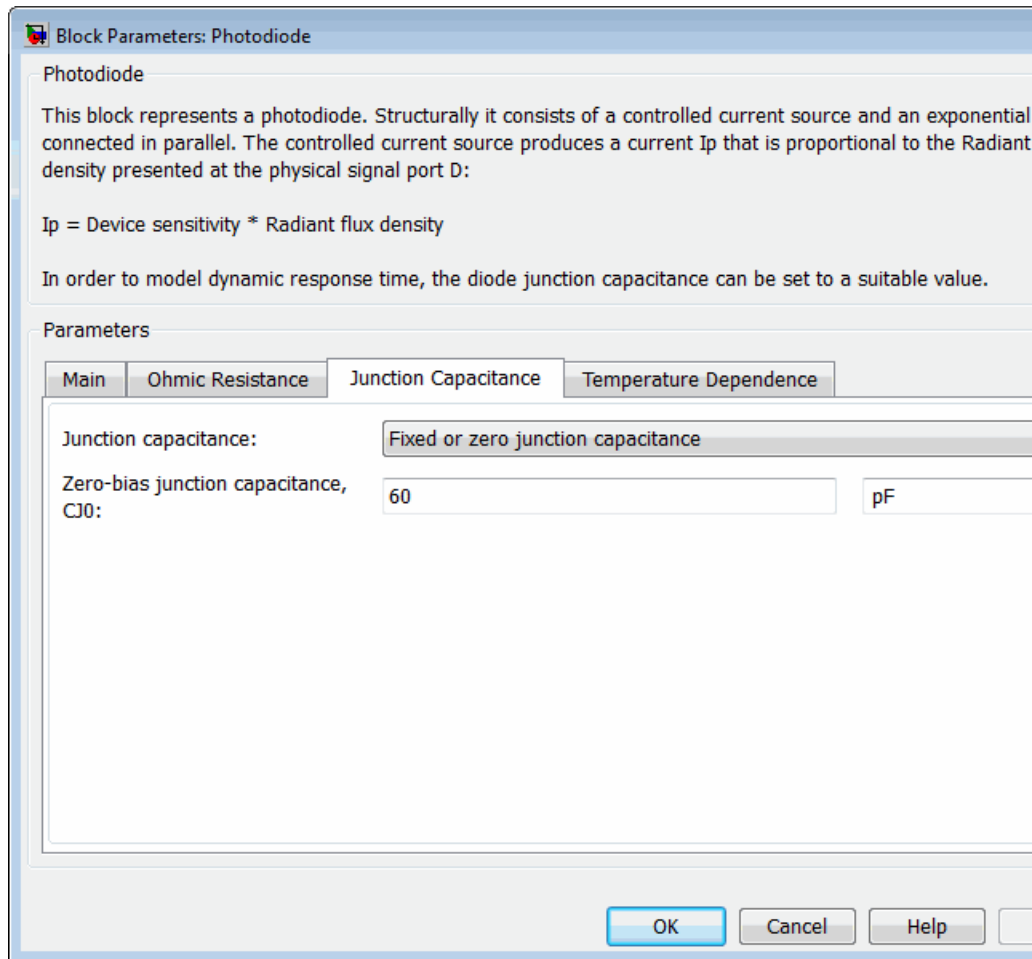 Block Parameters: Photodiode
Photodiode
This block represents a photodiode. Structurally it consists of a controlled current source and an exponential
connected in parallel. The controlled current source produces a current Ip that is proportional to the Radiant
density presented at the physical signal port D:
Ip = Device sensitivity * Radiant flux density
In order to model dynamic response time, the diode junction capacitance can be set to a suitable value.
Parameters
Main Ohmic Resistance Junction Capacitance Temperature Dependence
Junction capacitance: Fixed or zero junction capacitance
Zero-bias junction capacitance,
CJ0: 60 pF
OK Cancel Help